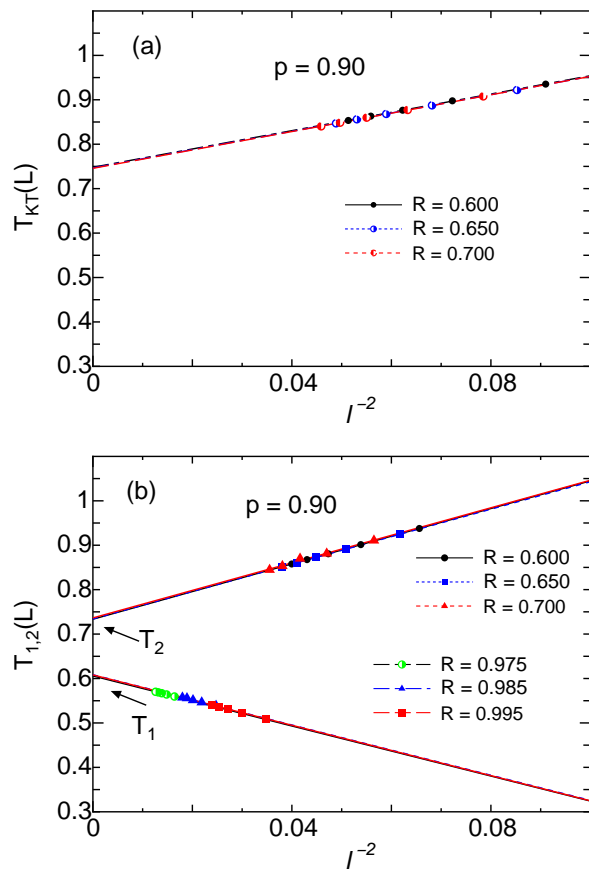 (a)
p = 0.90
1
0.9
0.8
0.7
0.6
0.5
0.4
0.3
T_KT(L)
R = 0.600
R = 0.650
R = 0.700
0 0.04 0.08
l^−2
(b)
p = 0.90
1
0.9
0.8
0.7
0.6
0.5
0.4
0.3
T_1,2(L)
R = 0.600
R = 0.650
R = 0.700
T_2
R = 0.975
R = 0.985
R = 0.995
T_1
0 0.04 0.08
l^−2